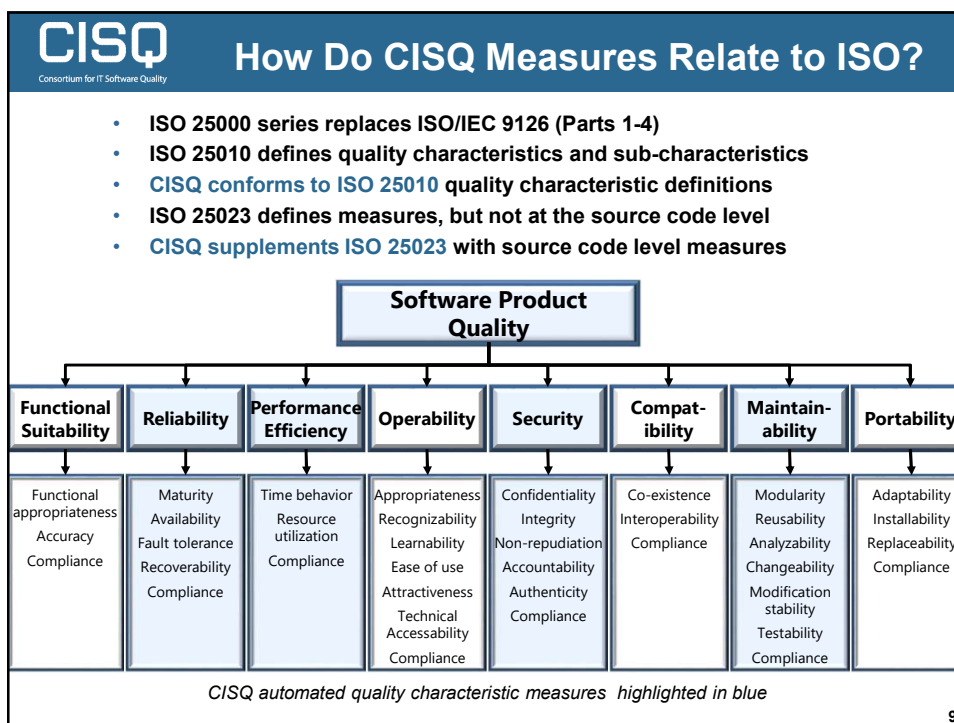 CISQ
Consortium for IT Software Quality
How Do CISQ Measures Relate to ISO?
• ISO 25000 series replaces ISO/IEC 9126 (Parts 1-4)
• ISO 25010 defines quality characteristics and sub-characteristics
• CISQ conforms to ISO 25010 quality characteristic definitions
• ISO 25023 defines measures, but not at the source code level
• CISQ supplements ISO 25023 with source code level measures
Software Product
Quality
Functional
Suitability
Reliability
Performance
Efficiency
Operability
Security
Compat-
ibility
Maintain-
ability
Portability
Functional
appropriateness
Accuracy
Compliance
Maturity
Availability
Fault tolerance
Recoverability
Compliance
Time behavior
Resource
utilization
Compliance
Appropriateness
Recognizability
Learnability
Ease of use
Attractiveness
Technical
Accessability
Compliance
Confidentiality
Integrity
Non-repudiation
Accountability
Authenticity
Compliance
Co-existence
Interoperability
Compliance
Modularity
Reusability
Analyzability
Changeability
Modification
stability
Testability
Compliance
Adaptability
Installability
Replaceability
Compliance
CISQ automated quality characteristic measures highlighted in blue
9